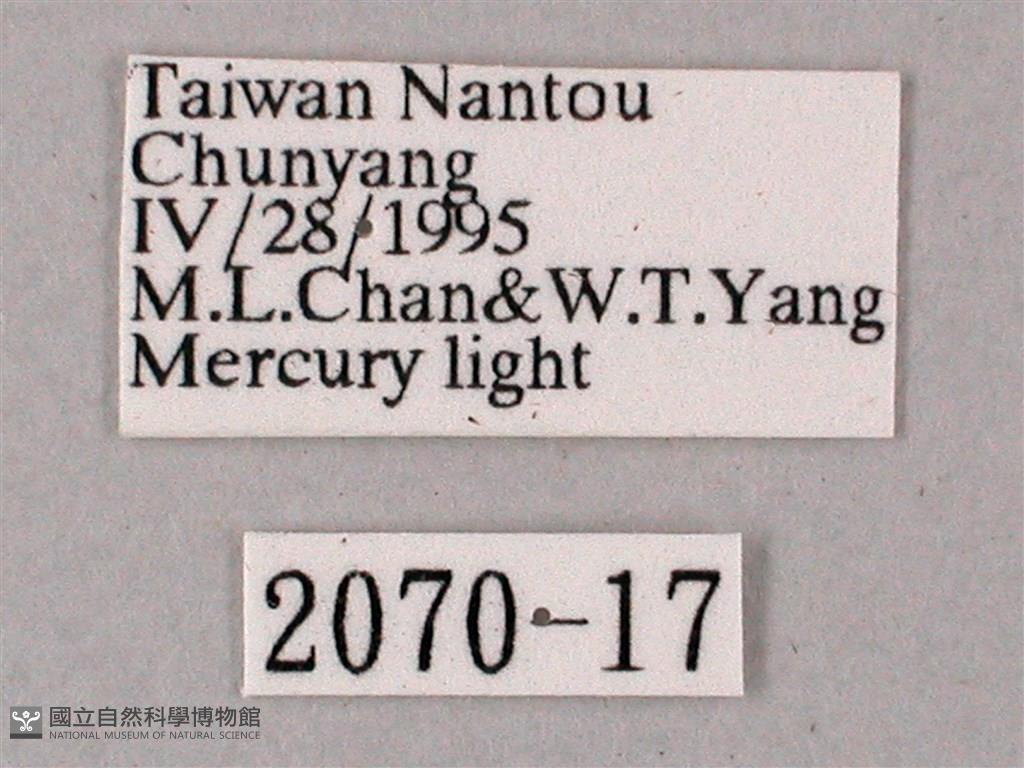 Taiwan Nantou
Chunyang
IV/28/1995
M.L.Chan&W.T.Yang
Mercury light
2070-17
國立自然科學博物館
NATIONAL MUSEUM OF NATURAL SCIENCE